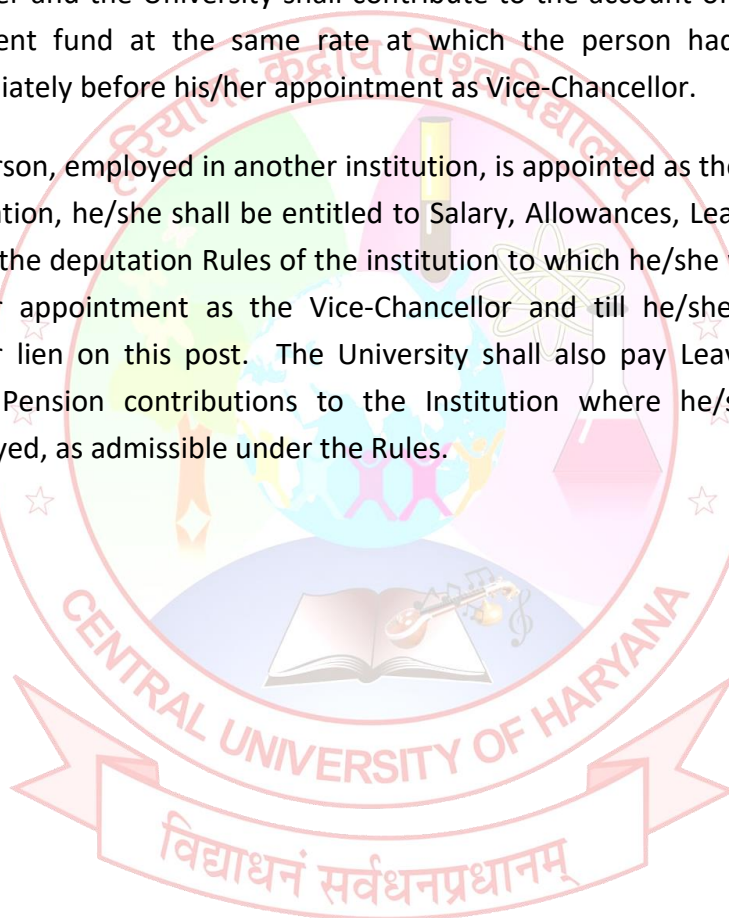 er and the University shall contribute to the account of
ent fund at the same rate at which the person had
iately before his/her appointment as Vice-Chancellor.
rson, employed in another institution, is appointed as the
ation, he/she shall be entitled to Salary, Allowances, Lea
the deputation Rules of the institution to which he/she
r appointment as the Vice-Chancellor and till he/she
r lien on this post. The University shall also pay Leav
Pension contributions to the Institution where he/s
yed, as admissible under the Rules.
हरियाणा केंद्रीय विश्वविद्यालय
CENTRAL UNIVERSITY OF HARYANA
विद्याधनं सर्वधनप्रधानम्